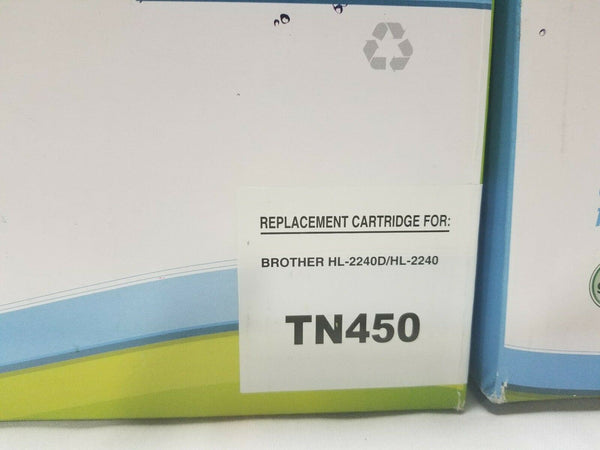 REPLACEMENT CARTRIDGE FOR:
BROTHER HL-2240D/HL-2240
TN450